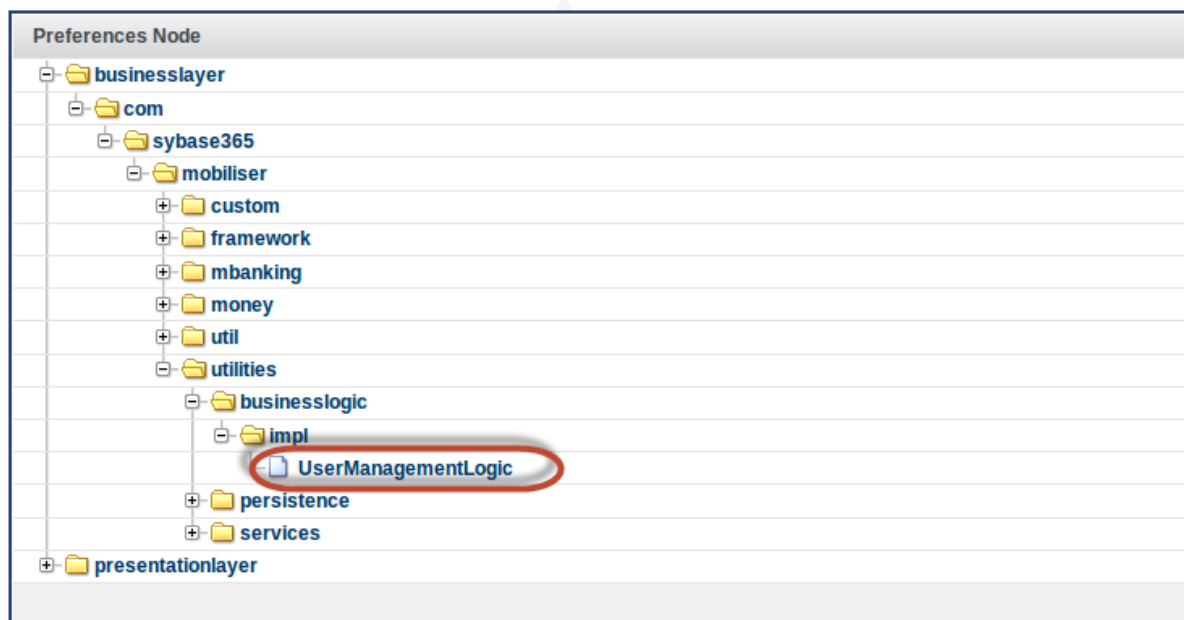 Preferences Node
businesslayer
com
sybase365
mobiliser
custom
framework
mbanking
money
util
utilities
businesslogic
impl
UserManagementLogic
persistence
services
presentationlayer